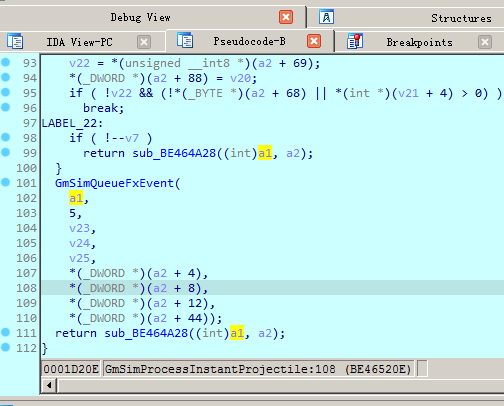 Debug View
Structures
IDA View-PC
Pseudocode-B
Breakpoints
93 v22 = *(unsigned __int8 *)(a2 + 69);
94 *(_DWORD *)(a2 + 88) = v20;
95 if ( !v22 && (!*(_BYTE *)(a2 + 68) || *(int *)(v21 + 4) > 0) )
96 break;
97 LABEL_22:
98 if ( !--v7 )
99 return sub_BE464A28((int)a1, a2);
100 }
101 GmSimQueueFxEvent(
102 a1,
103 5,
104 v23,
105 v24,
106 v25,
107 *(_DWORD *)(a2 + 4),
108 *(_DWORD *)(a2 + 8),
109 *(_DWORD *)(a2 + 12),
110 *(_DWORD *)(a2 + 44));
111 return sub_BE464A28((int)a1, a2);
112 }
0001D20E GmSimProcessInstantProjectile:108 (BE46520E)